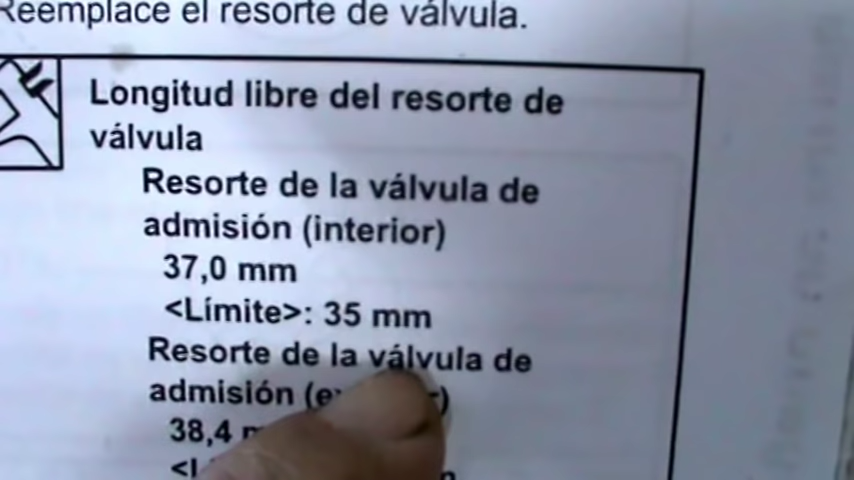 Reemplace el resorte de válvula.
Longitud libre del resorte de
válvula
Resorte de la válvula de
admisión (interior)
37,0 mm
<Límite>: 35 mm
Resorte de la válvula de
admisión
38,4